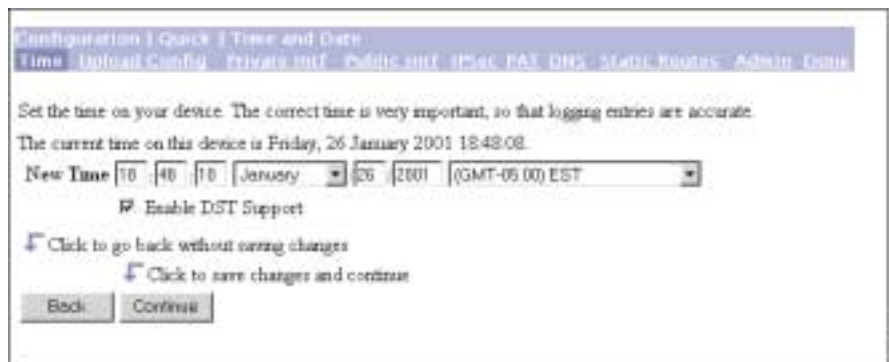 Configuration | Quick | Time and Date
Time Upload Config Private Intf Public Intf IPSec PAT DNS Static Routes Admin Done
Set the time on your device. The correct time is very important, so that logging entries are accurate.
The current time on this device is Friday, 26 January 2001 18:48:08.
New Time 18 : 48 : 18 January 26 , 2001 (GMT-05:00) EST
Enable DST Support
Click to go back without saving changes
Click to save changes and continue
Back Continue